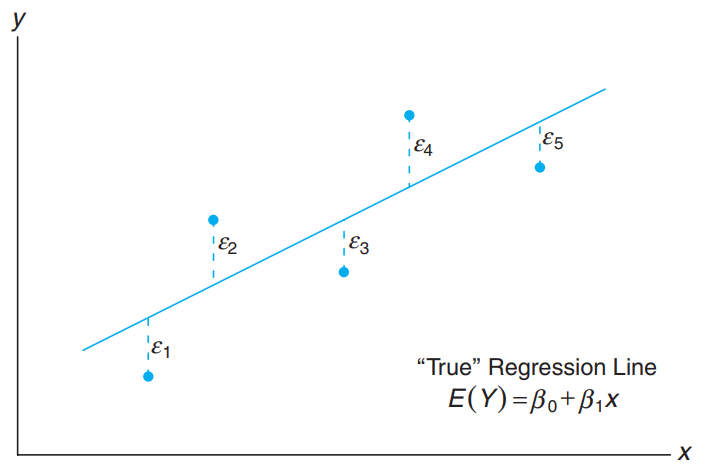 y
ε4
ε5
ε2
ε3
ε1
“True” Regression Line
E(Y)=β0+β1x
x